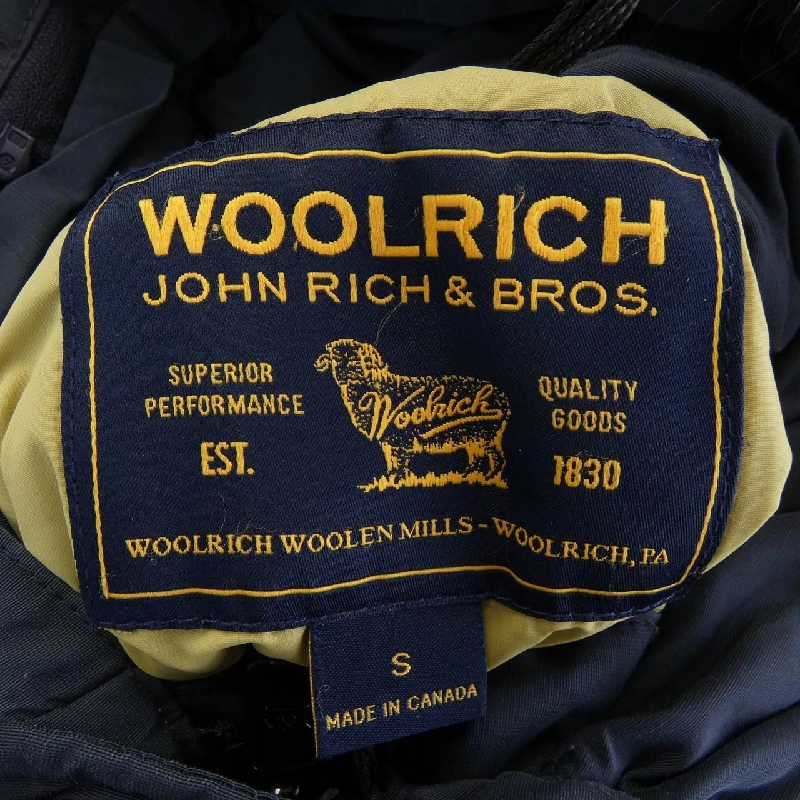 WOOLRICH
JOHN RICH & BROS.
SUPERIOR
PERFORMANCE
Woolrich
QUALITY
GOODS
EST.
1830
WOOLRICH WOOLEN MILLS - WOOLRICH, PA
S
MADE IN CANADA